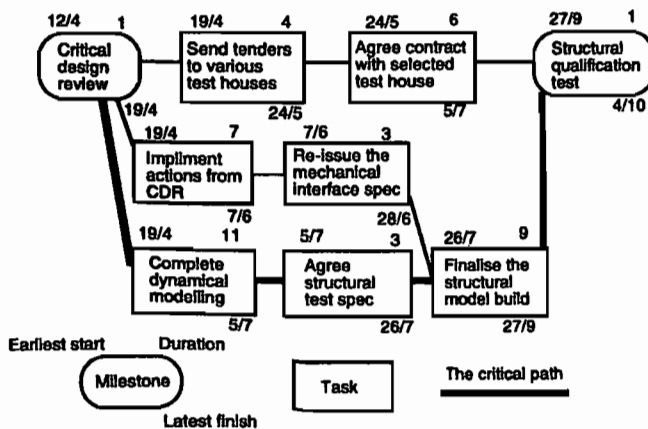 12/4 1
Critical
design
review
19/4
19/4 4
Send tenders
to various
test houses
24/5
24/5 6
Agree contract
with selected
test house
5/7
27/9 1
Structural
qualification
test
4/10
19/4 7
Impliment
actions from
CDR
7/6
7/6 3
Re-issue the
mechanical
interface spec
28/6
19/4 11
Complete
dynamical
modelling
5/7
5/7 3
Agree
structural
test spec
26/7
26/7 9
Finalise the
structural
model build
27/9
Earliest start Duration
Milestone
Latest finish
Task
The critical path